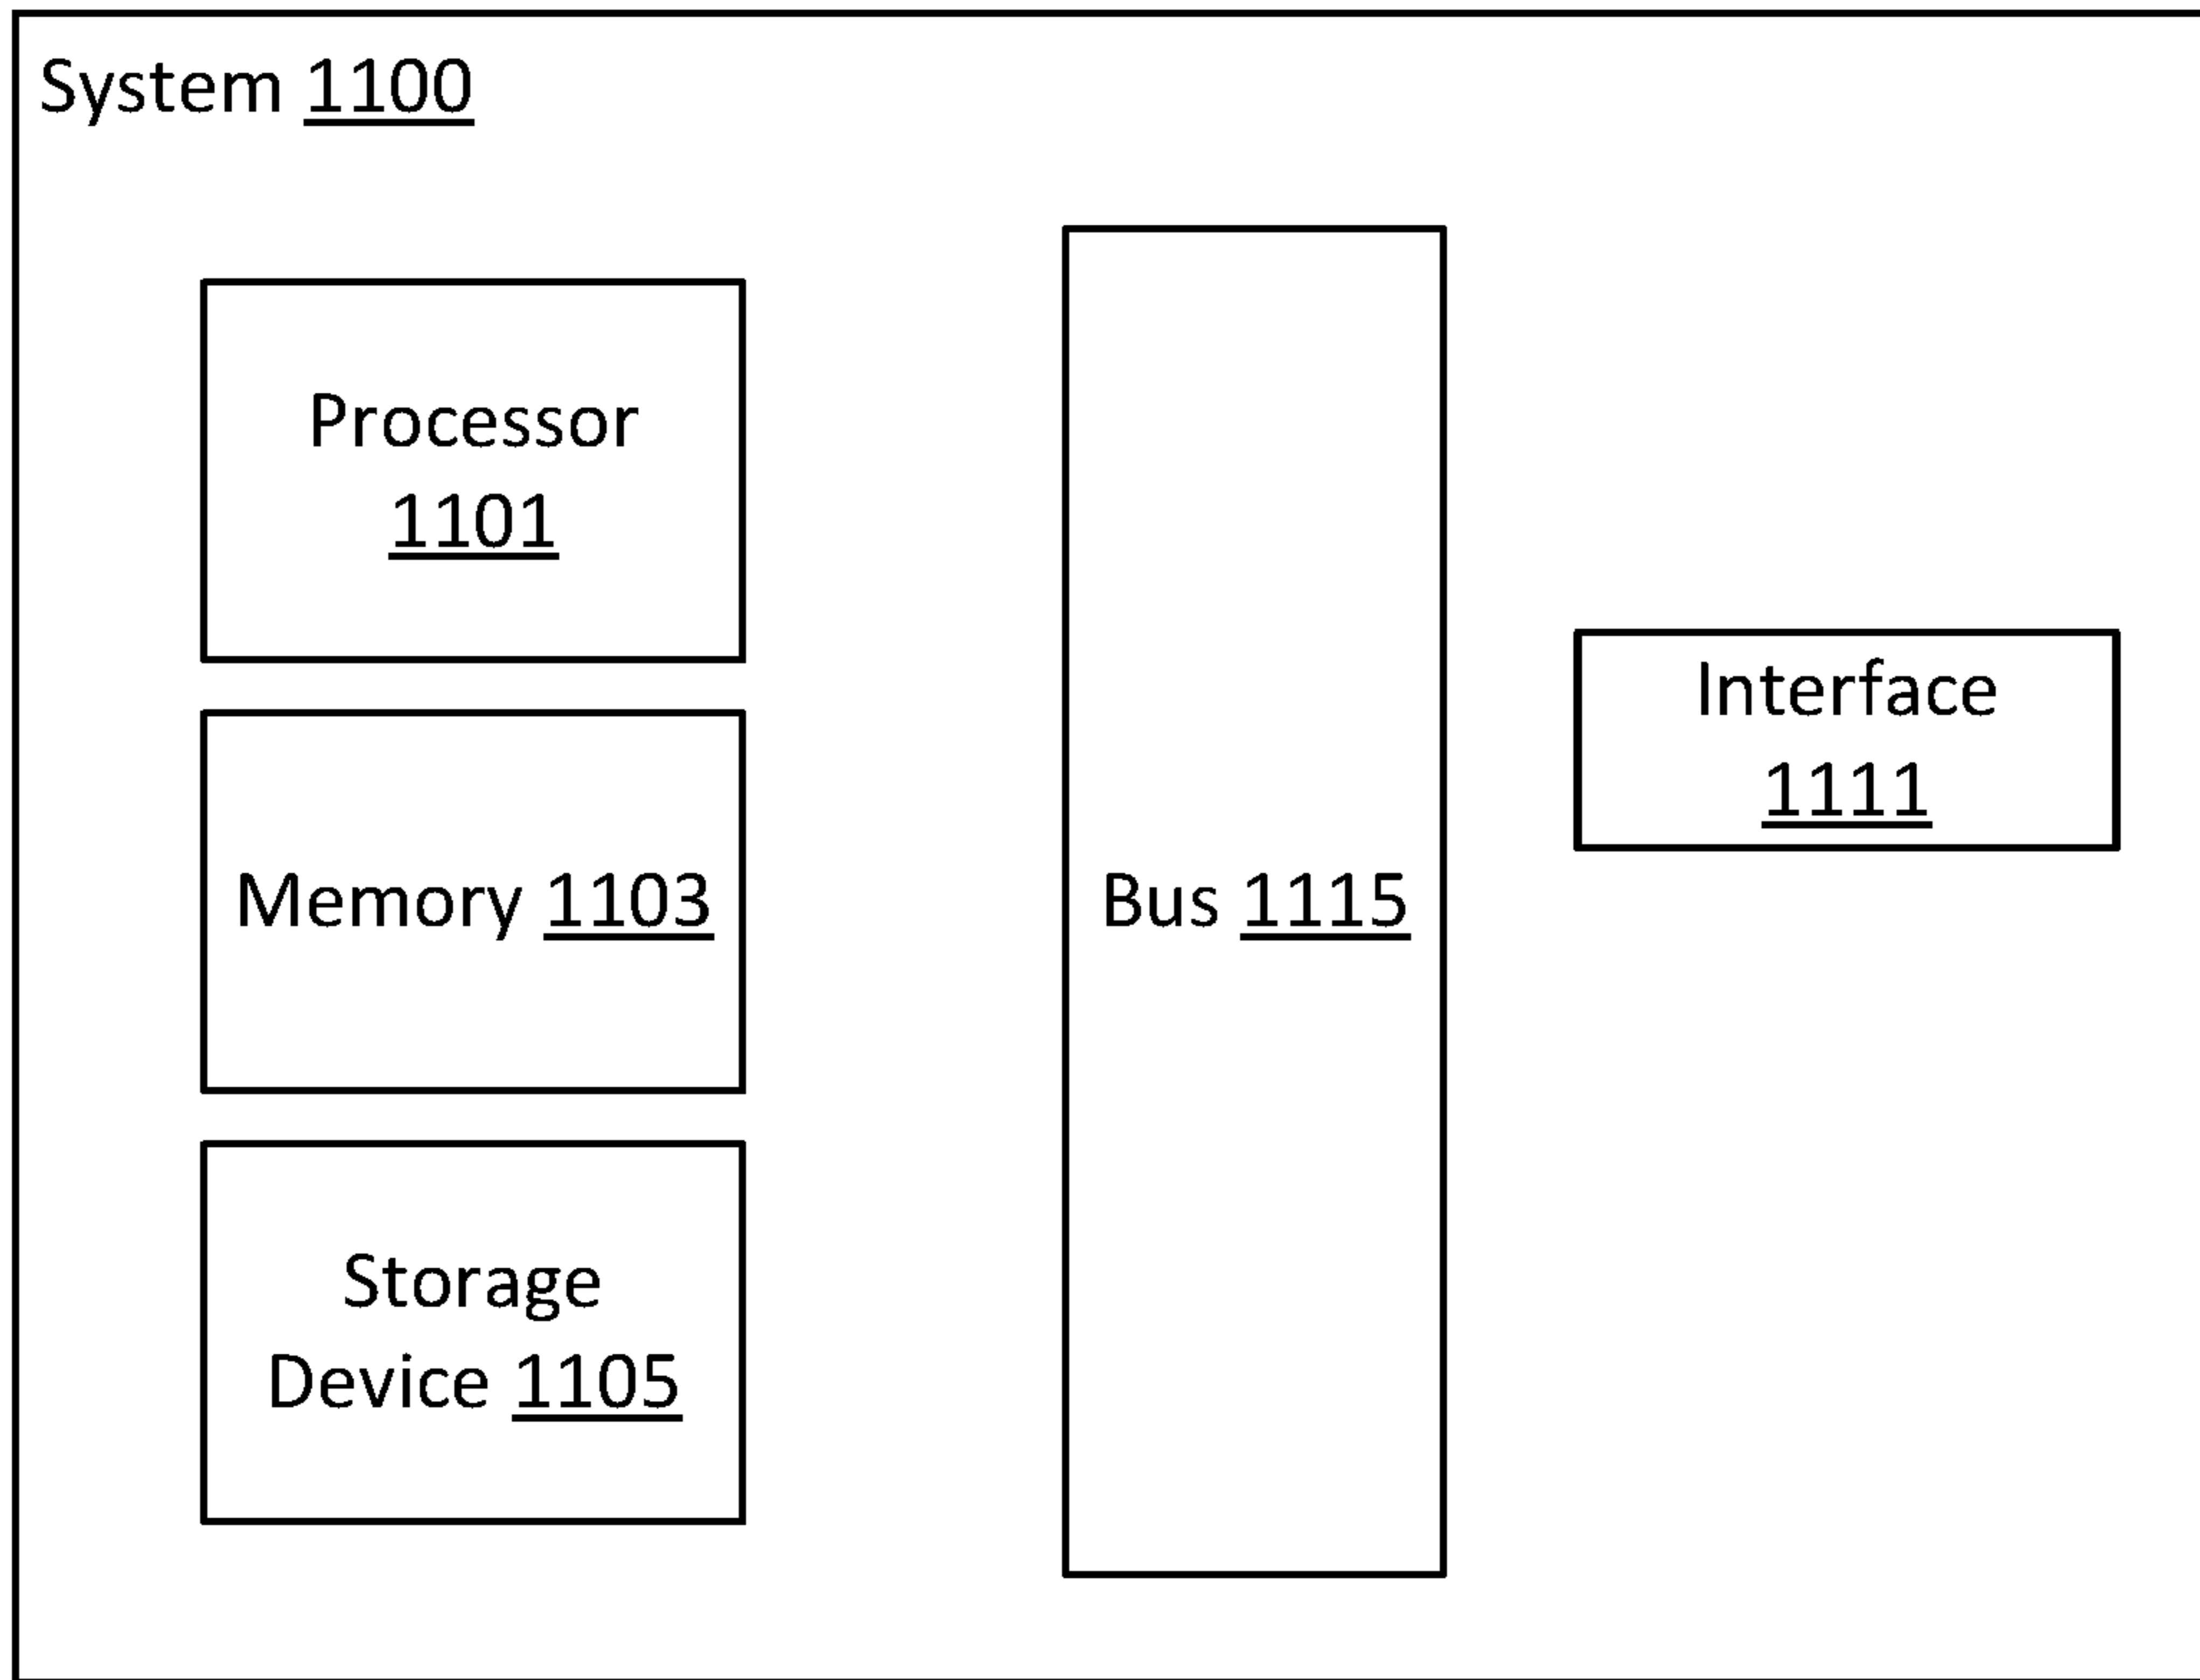 System 1100
Processor
1101
Memory 1103
Storage
Device 1105
Bus 1115
Interface
1111